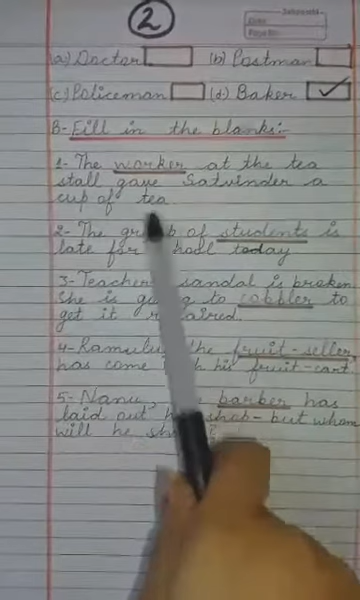 2
(a) Doctor (b) Postman
(c) Policeman (d) Baker ✓
B- Fill in the blanks:-
1- The worker at the tea
stall gave Satvinder a
cup of tea
2- The of students is
late for today
3- Teacher sandal is broken
She is to cobbler to
get it
4- Ramulu, the fruit-seller,
has come his fruit-cart.
5- Nanu, barber has
laid out shop- but whom
will he